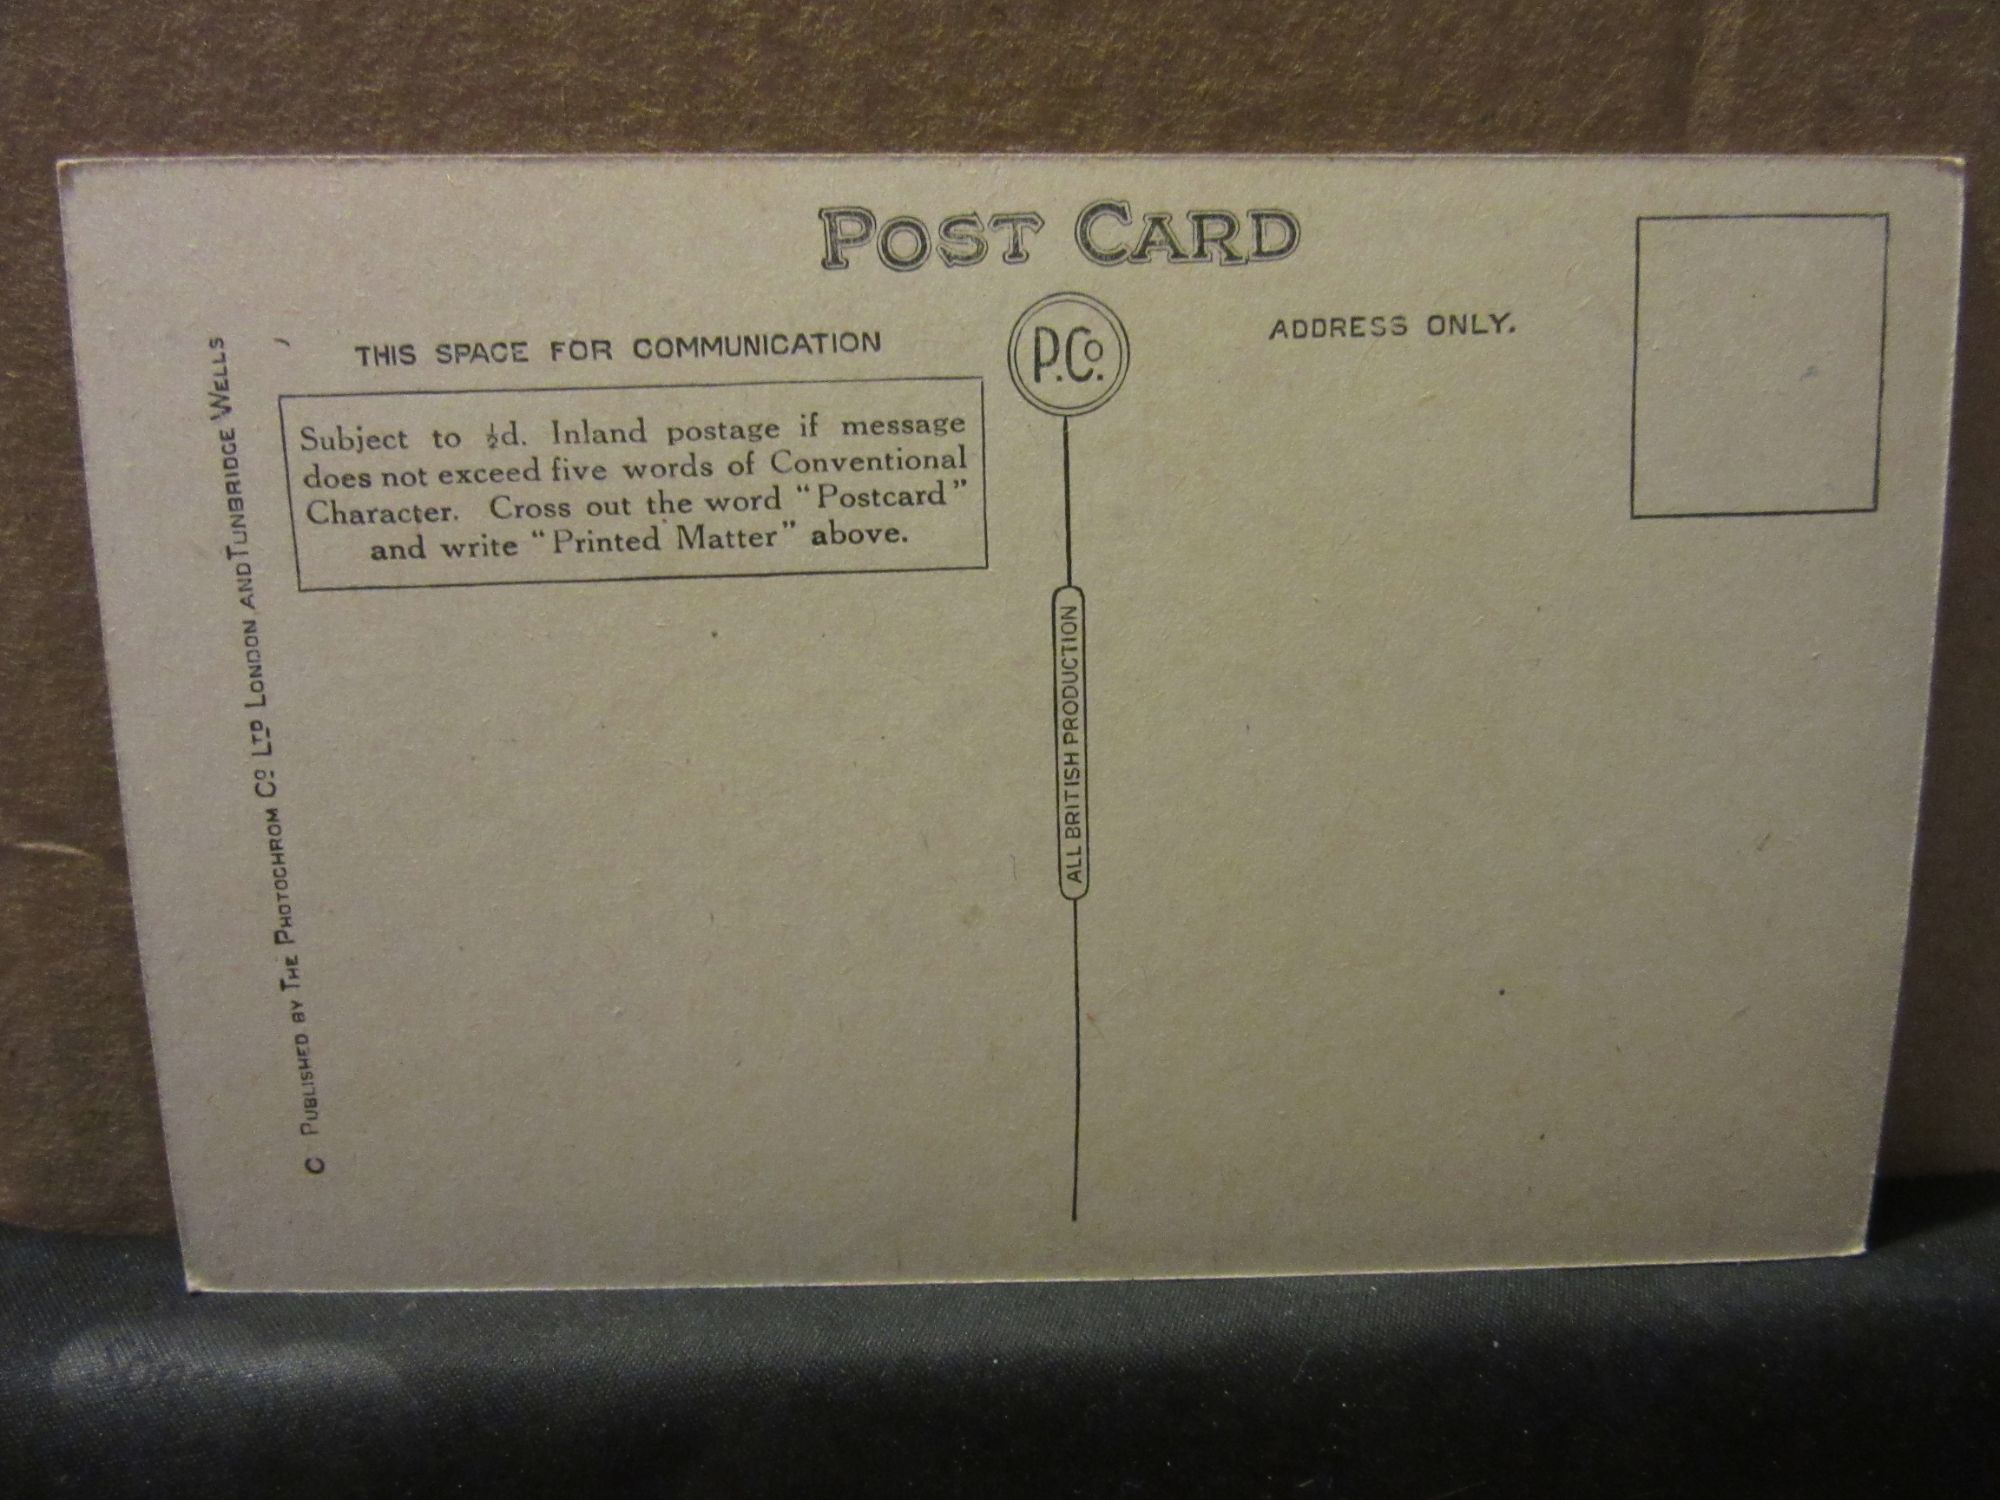 POST CARD
THIS SPACE FOR COMMUNICATION
P.Co.
ADDRESS ONLY.
Subject to ½d. Inland postage if message
does not exceed five words of Conventional
Character. Cross out the word "Postcard"
and write "Printed Matter" above.
ALL BRITISH PRODUCTION
C PUBLISHED BY THE PHOTOCHROM CO LTD LONDON AND TUNBRIDGE WELLS